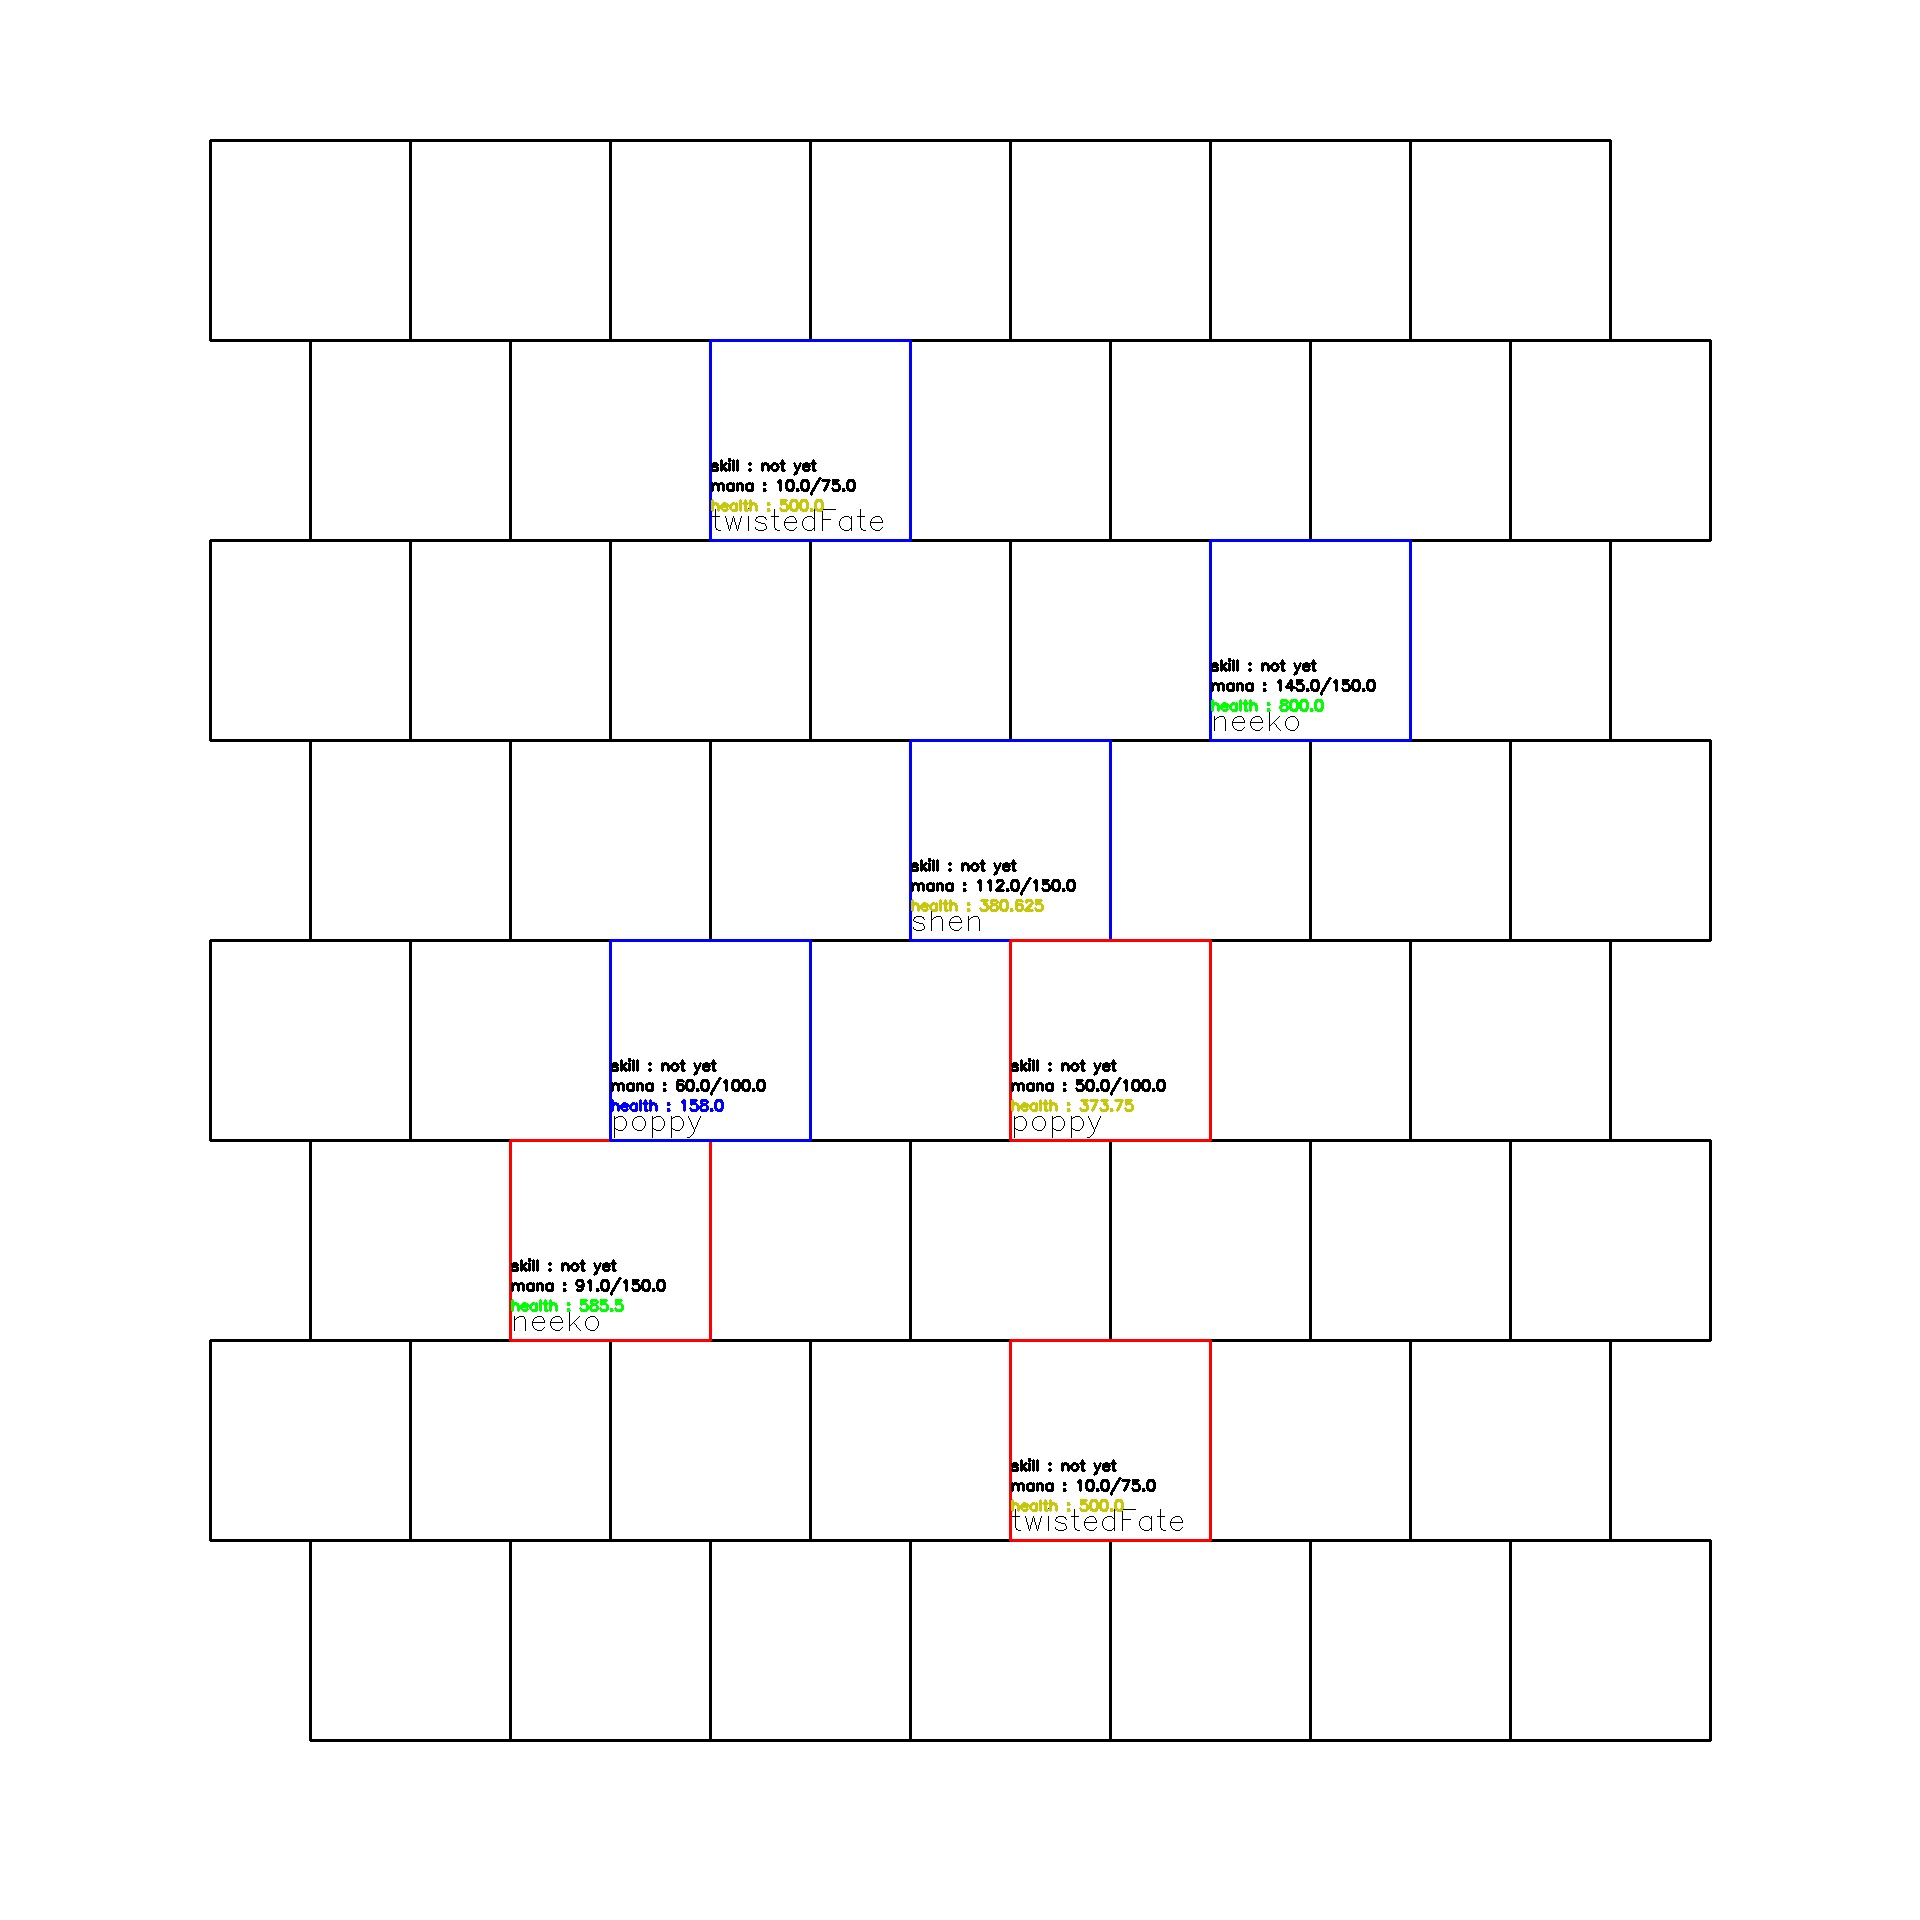 skill : not yet
mana : 10.0/75.0
health : 500.0
twistedFate
skill : not yet
mana : 145.0/150.0
health : 800.0
neeko
skill : not yet
mana : 112.0/150.0
health : 380.625
shen
skill : not yet
mana : 60.0/100.0
health : 158.0
poppy
skill : not yet
mana : 50.0/100.0
health : 373.75
poppy
skill : not yet
mana : 91.0/150.0
health : 585.5
neeko
skill : not yet
mana : 10.0/75.0
health : 500.0
twistedFate